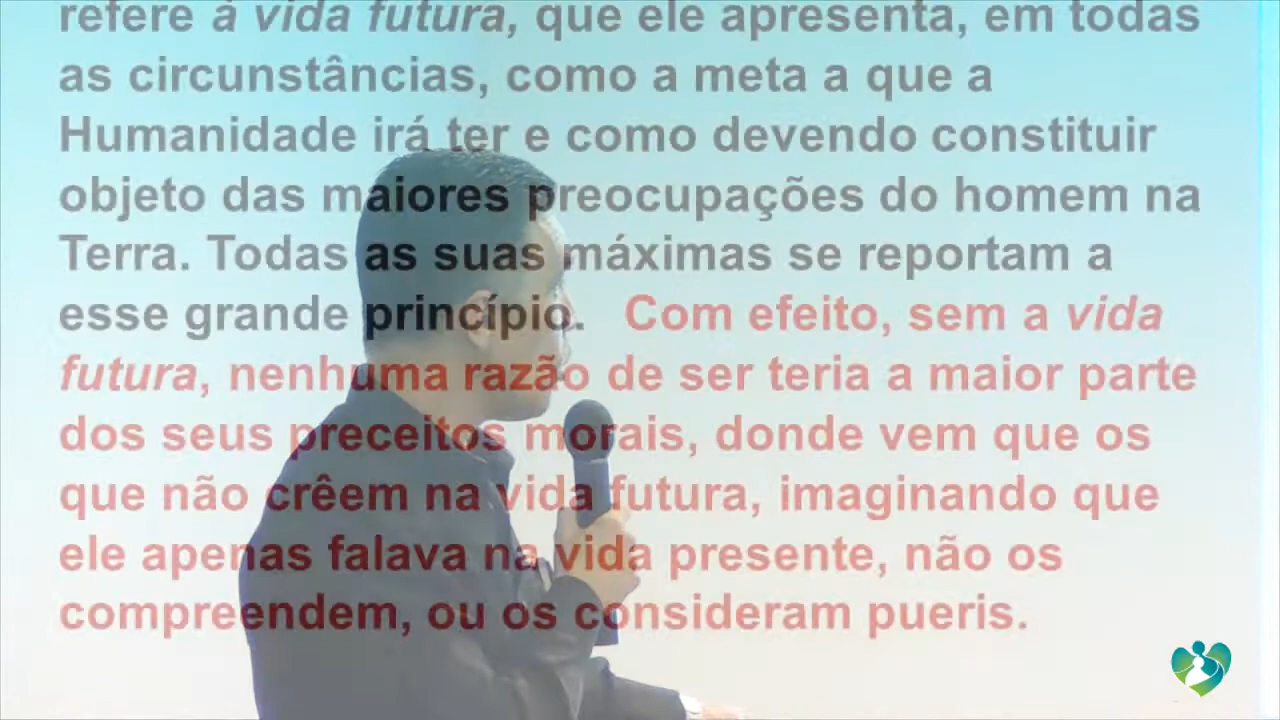 refere à vida futura, que ele apresenta, em todas
as circunstâncias, como a meta a que a
Humanidade irá ter e como devendo constituir
objeto das maiores preocupações do homem na
Terra. Todas as suas máximas se reportam a
esse grande princípio. Com efeito, sem a vida
futura, nenhuma razão de ser teria a maior parte
dos seus preceitos morais, donde vem que os
que não crêem na vida futura, imaginando que
ele apenas falava na vida presente, não os
compreendem, ou os consideram pueris.